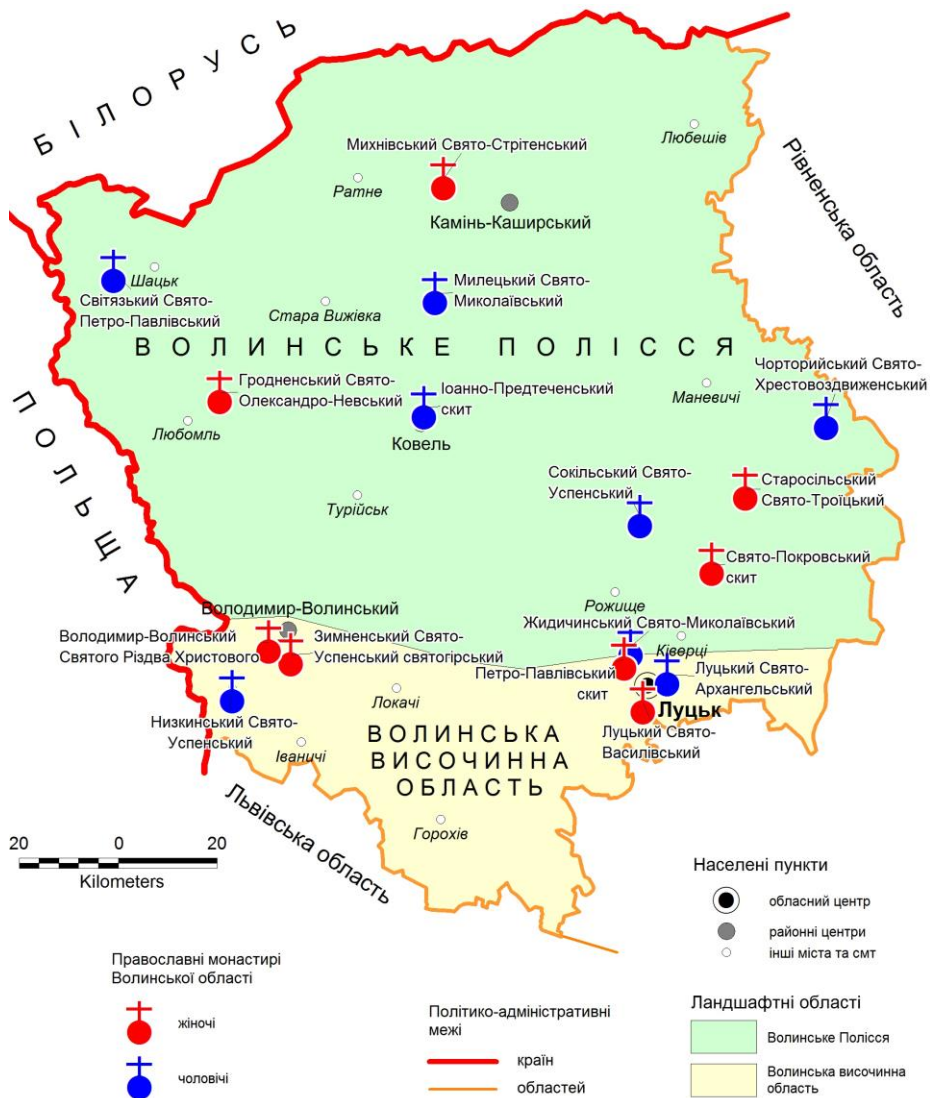 БІЛОРУСЬ
Любешів
Михнівський Свято-Стрітенський
Ратне
Камінь-Каширський
Рівненська область
Шацьк
Світязький Свято-
Петро-Павлівський
Милецький Свято-
Миколаївський
Стара Вижівка
ВОЛИНСЬКЕ ПОЛІССЯ
Чорторийський Свято-
Хрестовоздвиженський
Гродненський Свято-
Олександро-Невський
Іоанно-Предтеченський
скит
Маневичі
Любомль
Ковель
ПОЛЬЩА
Сокільський Свято-
Успенський
Старосільський
Свято-Троїцький
Турійськ
Свято-Покровський
скит
Рожище
Володимир-Волинський
Жидичинський Свято-Миколаївський
Володимир-Волинський
Святого Різдва Христового
Зимненський Свято-
Успенський святогірський
Ківерці
Петро-Павлівський
скит
Луцький Свято-
Архангельський
Локачі
Луцьк
Низкинський Свято-
Успенський
Луцький Свято-
Василівський
ВОЛИНСЬКА
ВИСОЧИННА
ОБЛАСТЬ
Іваничі
Львівська область
Горохів
20 0 20
Kilometers
Населені пункти
обласний центр
районні центри
інші міста та смт
Православні монастирі
Волинської області
жіночі
чоловічі
Політико-адміністративні
межі
країн
областей
Ландшафтні області
Волинське Полісся
Волинська височинна
область